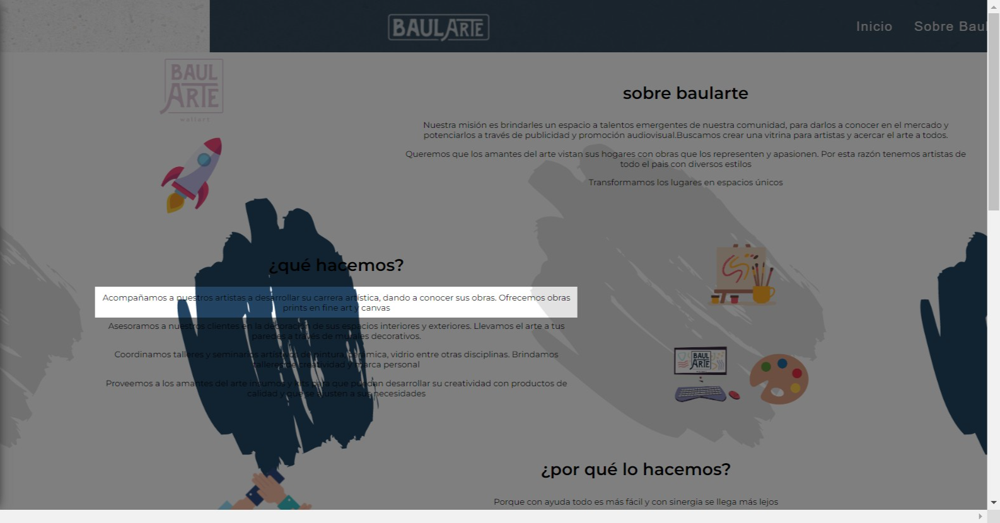 BAULARTE
Inicio
Sobre Baul
BAUL
ARTE
wallart
sobre baularte
Nuestra misión es brindarles un espacio a talentos emergentes de nuestra comunidad, para darlos a conocer en el mercado y
potenciarlos a través de publicidad y promoción audiovisual.Buscamos crear una vitrina para artistas y acercar el arte a todos.
Queremos que los amantes del arte vistan sus hogares con obras que los representen y apasionen. Por esta razón tenemos artistas de
todo el pais con diversos estilos
Transformamos los lugares en espacios únicos
¿qué hacemos?
Acompañamos a nuestros artistas a desarrollar su carrera artística, dando a conocer sus obras. Ofrecemos obras
prints en fine art y canvas
Asesoramos a nuestros clientes en la decoración de sus espacios interiores y exteriores. Llevamos el arte a tus
paredes a través de murales decorativos.
Coordinamos talleres y seminarios artísticos de pintura, cerámica, vidrio entre otras disciplinas. Brindamos
talleres de creatividad y marca personal
Proveemos a los amantes del arte insumos y kits para que puedan desarrollar su creatividad con productos de
calidad y que se ajusten a sus necesidades
BAUL
ARTE
¿por qué lo hacemos?
Porque con ayuda todo es más fácil y con sinergia se llega más lejos